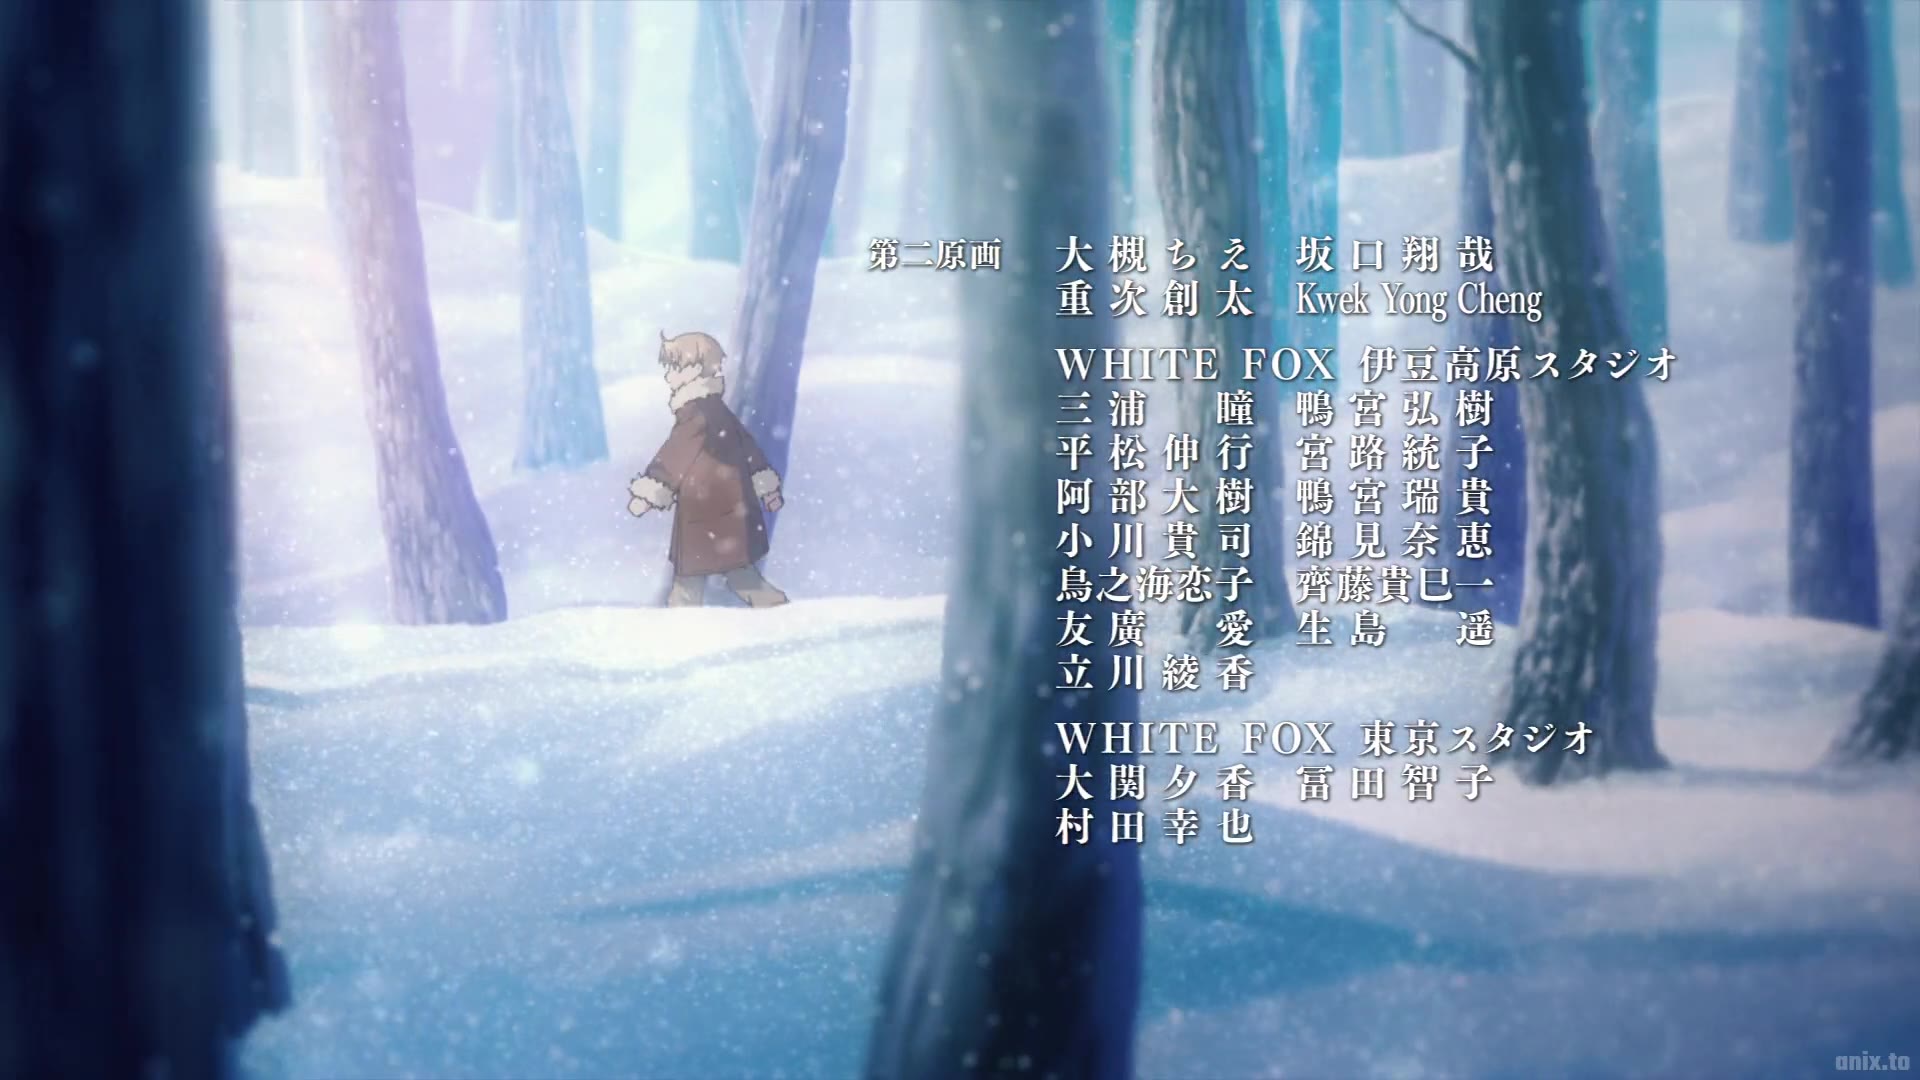 第二原画 大槻ちえ 坂口翔哉
重次創太 Kwek Yong Cheng
WHITE FOX 伊豆高原スタジオ
三浦 瞳 鴨宮弘樹
平松伸行 宮路統子
阿部大樹 鴨宮瑞貴
小川貴司 錦見奈恵
鳥之海恋子 齊藤貴巳一
友廣 愛 生島 遥
立川綾香
WHITE FOX 東京スタジオ
大関夕香 冨田智子
村田幸也
anix.to